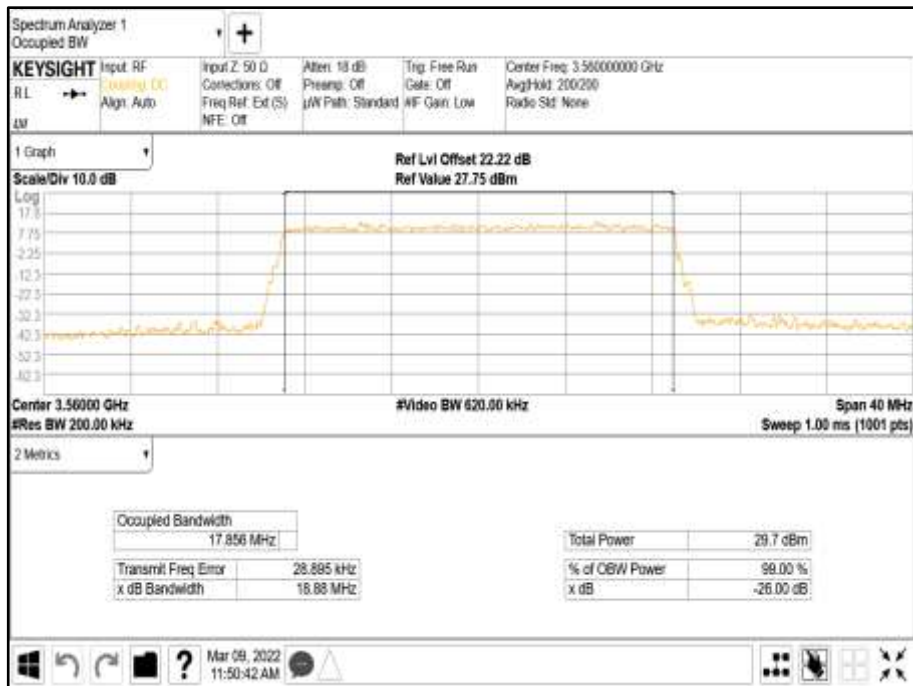 Spectrum Analyzer 1
Occupied BW
+
KEYSIGHT
Input: RF
Coupling: DC
Align: Auto
Input Z: 50 Ω
Corrections: Off
Freq Ref: Ext (S)
NFE: Off
Atten: 18 dB
Preamp: Off
µW Path: Standard
Trig: Free Run
Gate: Off
#IF Gain: Low
Center Freq: 3.560000000 GHz
Avg|Hold: 200/200
Radio Std: None
RL
1 Graph
Scale/Div 10.0 dB
Ref Lvl Offset 22.22 dB
Ref Value 27.75 dBm
Log
17.8
7.75
-2.25
-12.3
-22.3
-32.3
-42.3
-52.3
-62.3
Center 3.56000 GHz
#Video BW 620.00 kHz
Span 40 MHz
#Res BW 200.00 kHz
Sweep 1.00 ms (1001 pts)
2 Metrics
Occupied Bandwidth
17.856 MHz
Total Power 29.7 dBm
Transmit Freq Error 28.895 kHz
% of OBW Power 99.00 %
x dB Bandwidth 18.88 MHz
x dB -26.00 dB
?
Mar 09, 2022
11:50:42 AM